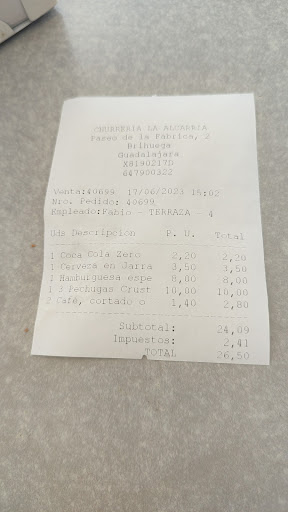 CHURRERIA LA ALCARRIA
Paseo de la Fabrica, 2
Brihuega
Guadalajara
X8190217D
647900322
Venta:40699 17/06/2023 15:02
Nro. Pedido: 40699
Empleado:Fabio - TERRAZA - 4
Uds Descripcion P. U. Total
1 Coca Cola Zero 2,20 2,20
1 Cerveza en Jarra 3,50 3,50
1 Hamburguesa espe 8,00 8,00
1 3 Pechugas Crust 10,00 10,00
2 Café, cortado o 1,40 2,80
Subtotal: 24,09
Impuestos: 2,41
TOTAL 26,50